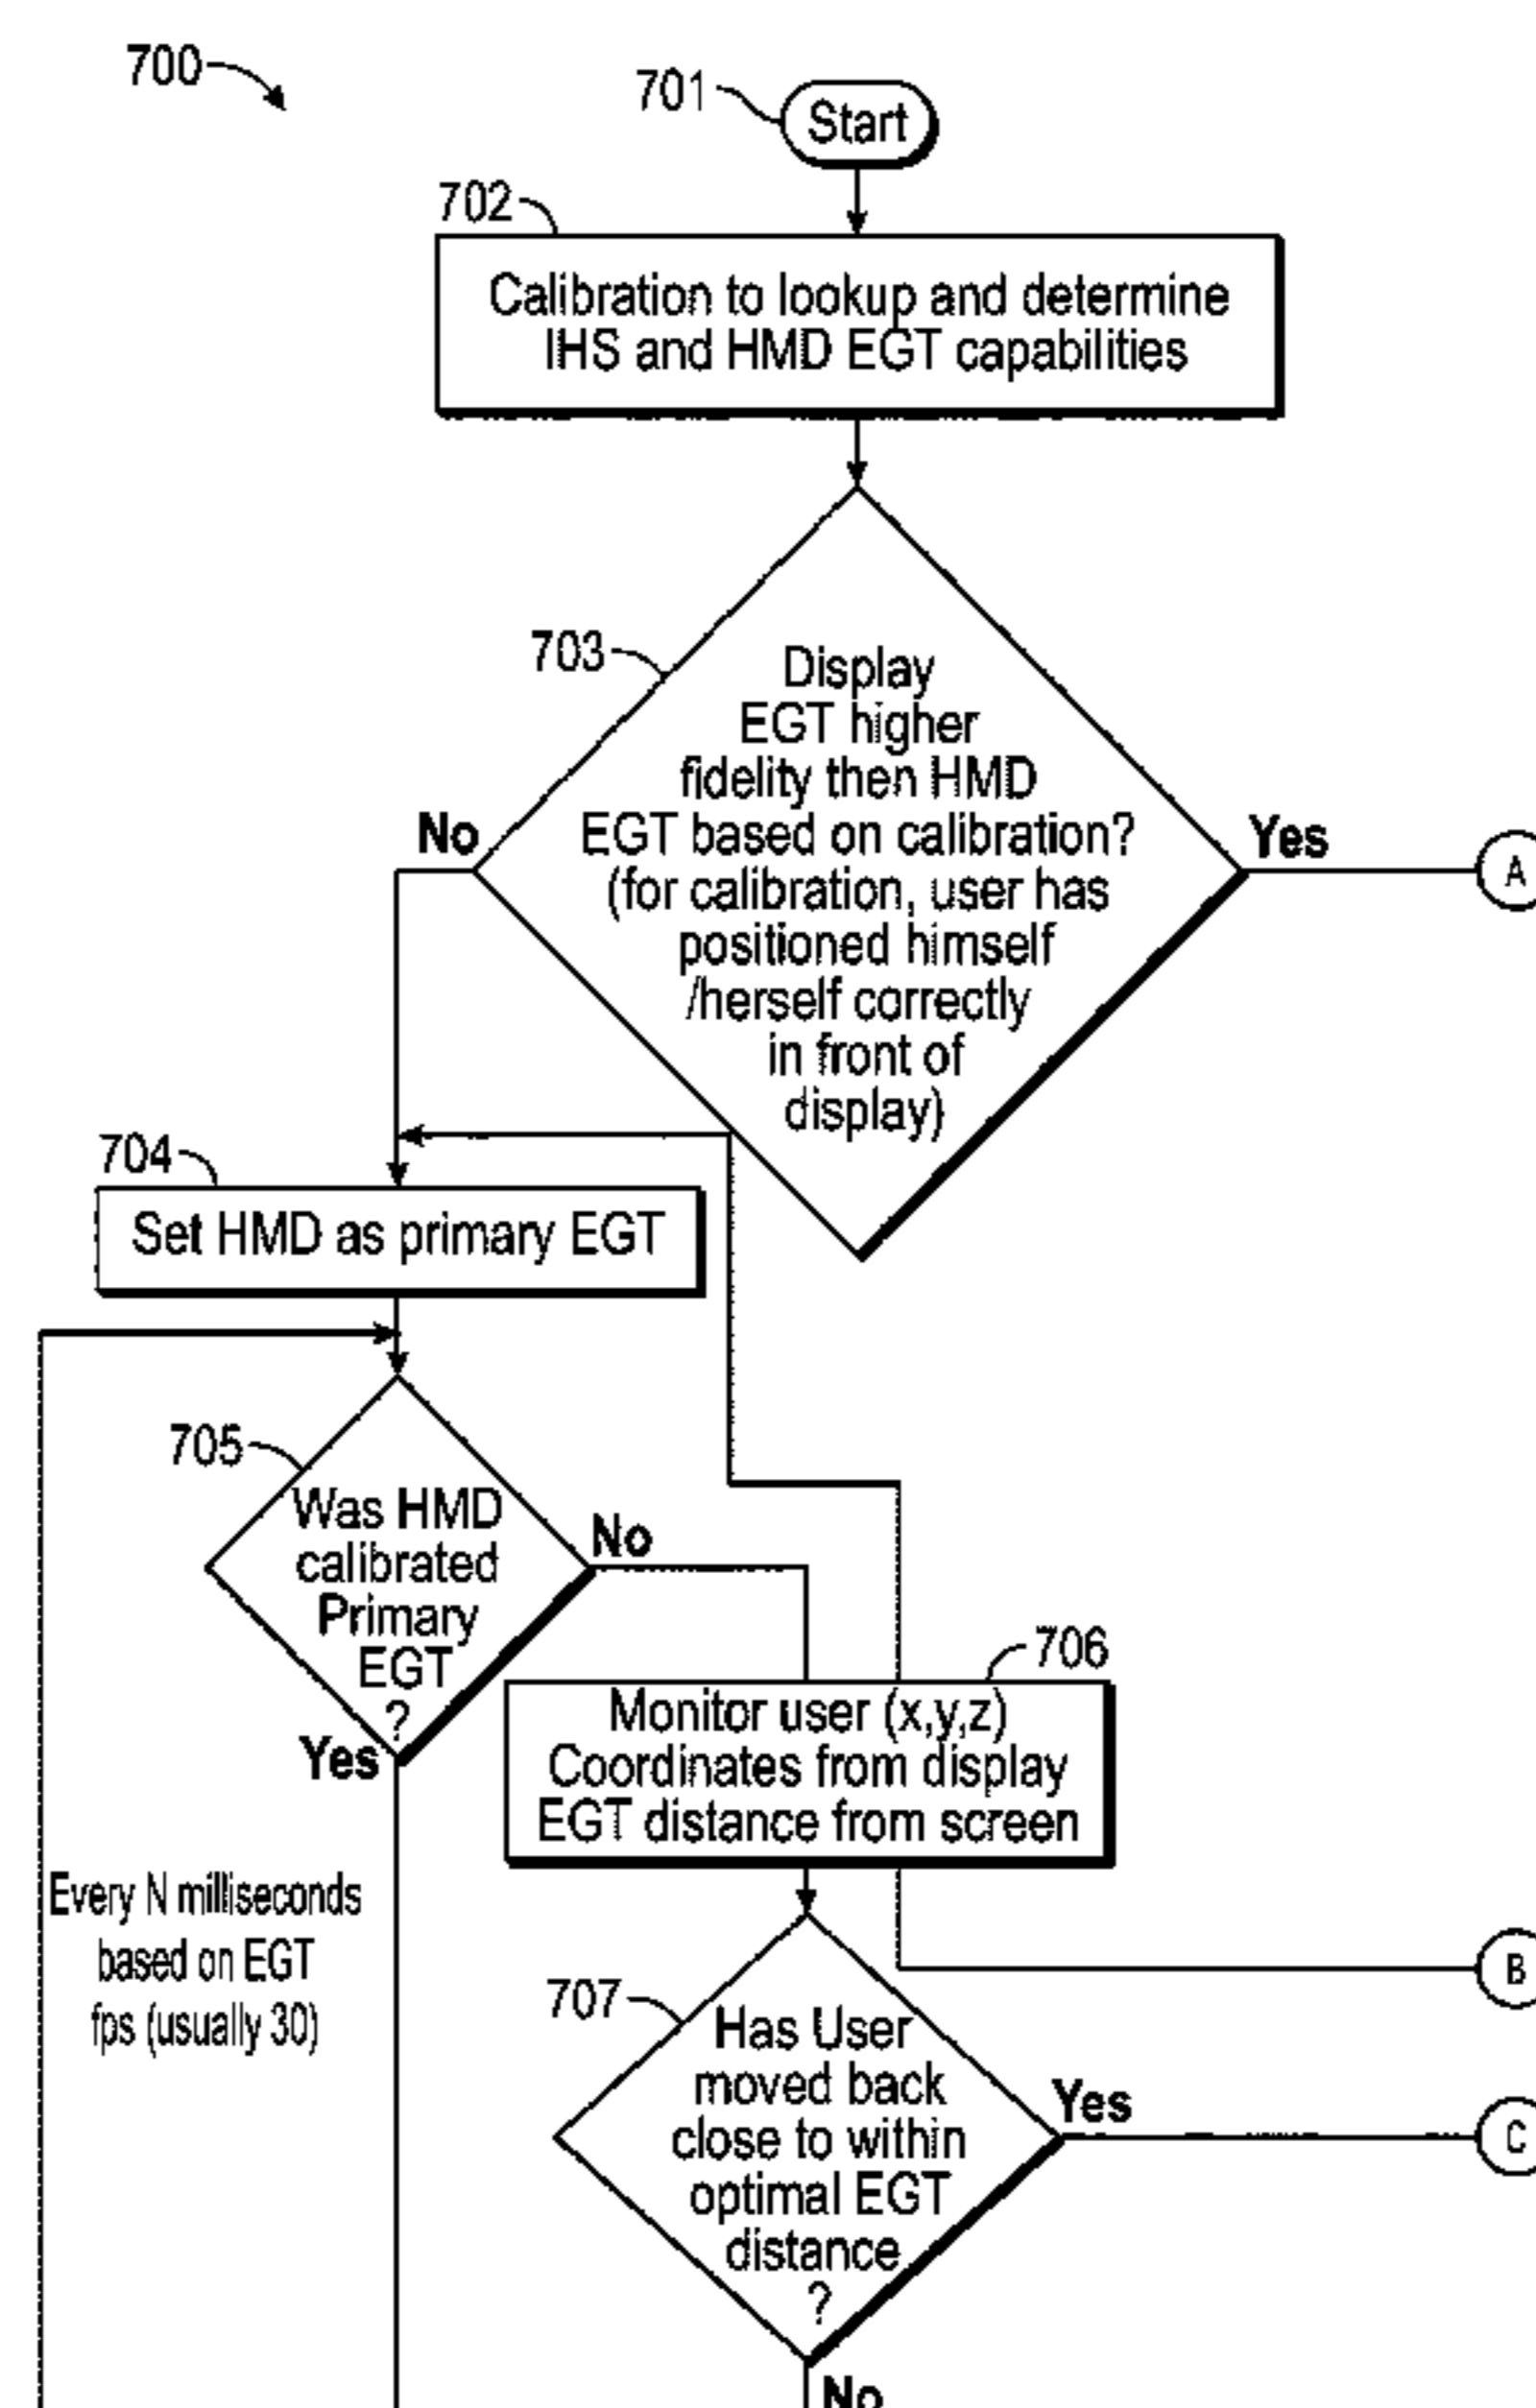 700
701
Start
702
Calibration to lookup and determine
IHS and HMD EGT capabilities
703
Display
EGT higher
fidelity then HMD
EGT based on calibration?
(for calibration, user has
positioned himself
/herself correctly
in front of
display)
No
Yes
A
704
Set HMD as primary EGT
705
Was HMD
calibrated
Primary
EGT
?
No
Yes
706
Monitor user (x,y,z)
Coordinates from display
EGT distance from screen
Every N milliseconds
based on EGT
fps (usually 30)
B
707
Has User
moved back
close to within
optimal EGT
distance
?
Yes
C
No